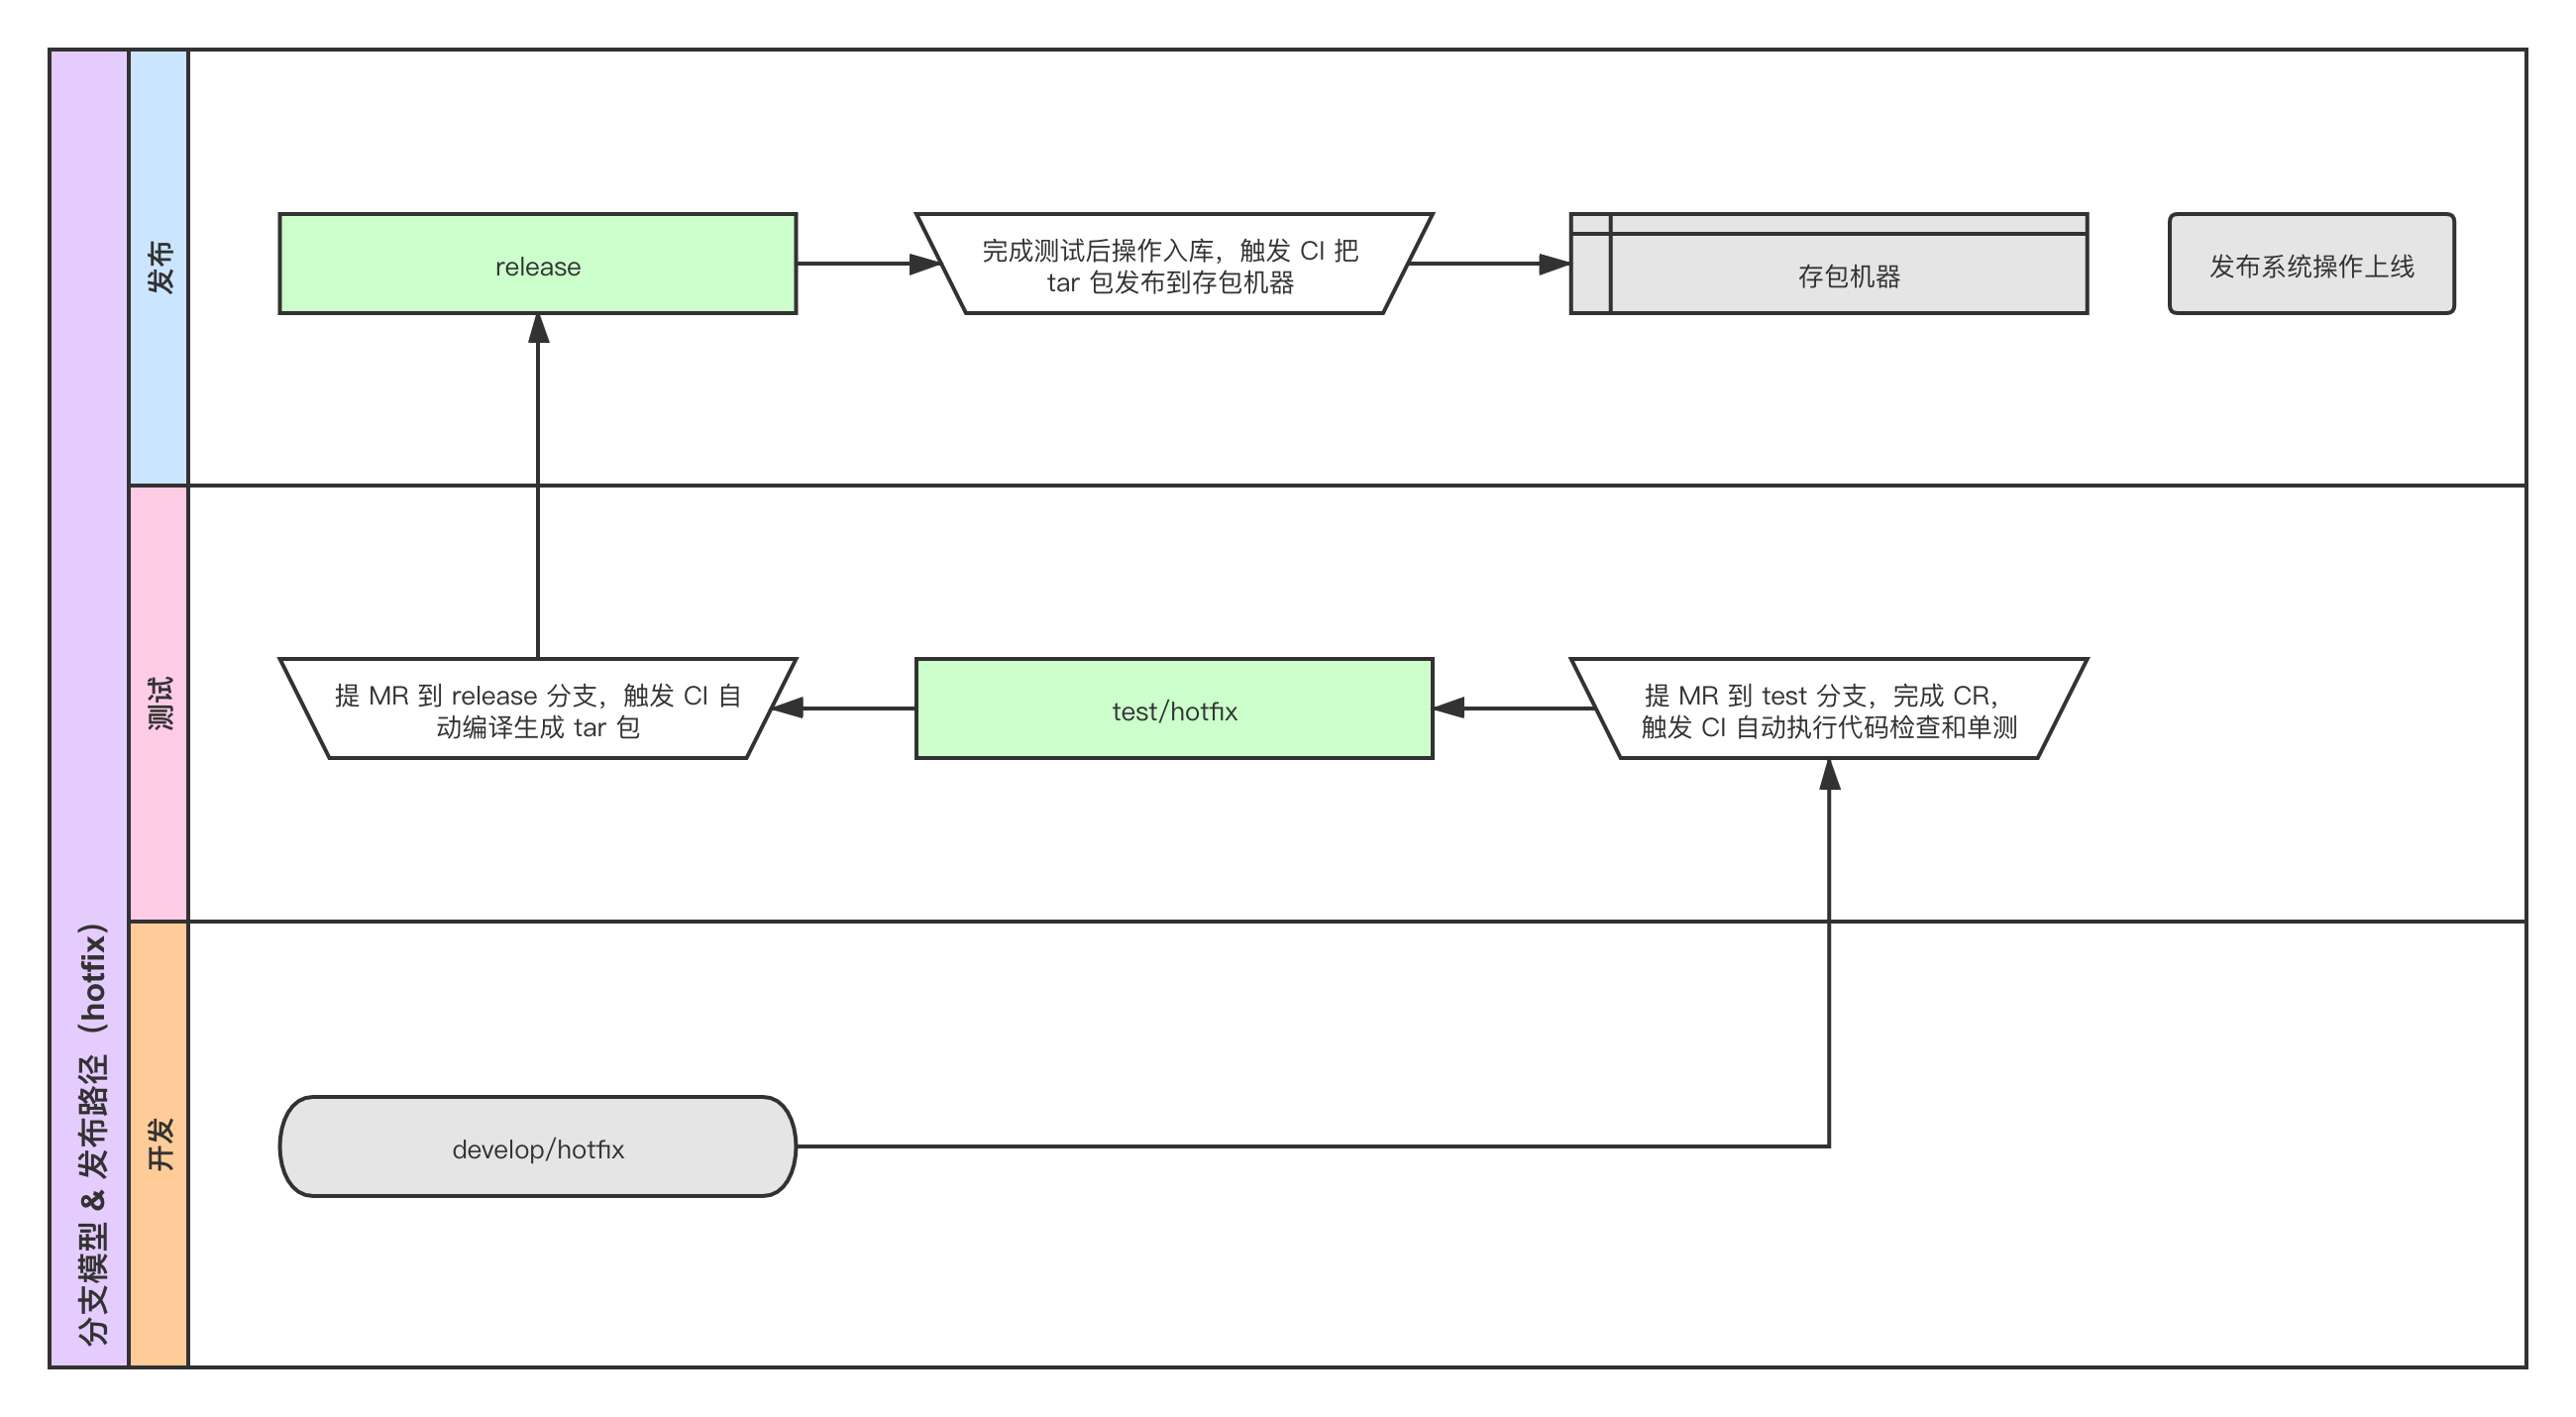 分支模型 & 发布路径（hotfix）
发布
release
完成测试后操作入库，触发 CI 把
tar 包发布到存包机器
存包机器
发布系统操作上线
测试
提 MR 到 release 分支，触发 CI 自
动编译生成 tar 包
test/hotfix
提 MR 到 test 分支，完成 CR，
触发 CI 自动执行代码检查和单测
开发
develop/hotfix